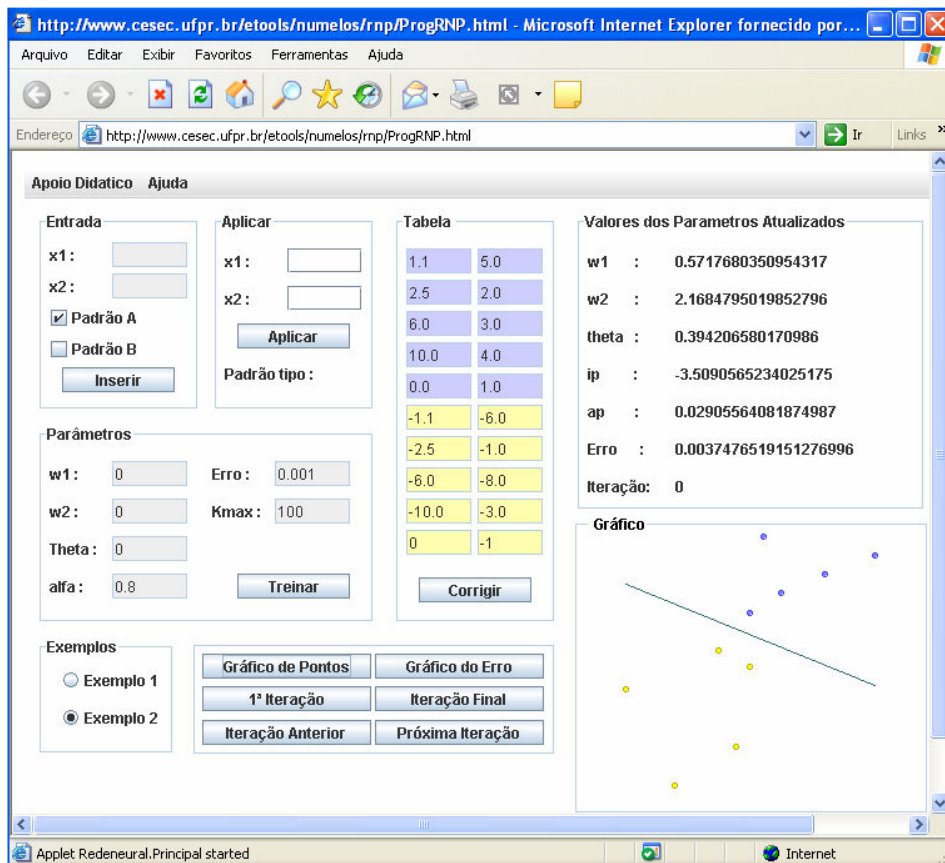 http://www.cesec.ufpr.br/etools/numelos/rnp/ProgRNP.html - Microsoft Internet Explorer fornecido por...
Arquivo Editar Exibir Favoritos Ferramentas Ajuda
Endereço http://www.cesec.ufpr.br/etools/numelos/rnp/ProgRNP.html Ir Links »
Apoio Didatico Ajuda
Entrada
x1 :
x2 :
Padrão A
Padrão B
Inserir
Aplicar
x1 :
x2 :
Aplicar
Padrão tipo :
Tabela
1.1 5.0
2.5 2.0
6.0 3.0
10.0 4.0
0.0 1.0
-1.1 -6.0
-2.5 -1.0
-6.0 -8.0
-10.0 -3.0
0 -1
Corrigir
Valores dos Parametros Atualizados
w1 : 0.5717680350954317
w2 : 2.1684795019852796
theta : 0.394206580170986
ip : -3.5090565234025175
ap : 0.02905564081874987
Erro : 0.0037476519151276996
Iteração: 0
Parâmetros
w1 : 0 Erro : 0.001
w2 : 0 Kmax : 100
Theta : 0
alfa : 0.8 Treinar
Gráfico
Exemplos
Exemplo 1
Exemplo 2
Gráfico de Pontos Gráfico do Erro
1ª Iteração Iteração Final
Iteração Anterior Próxima Iteração
Applet Redeneural.Principal started Internet